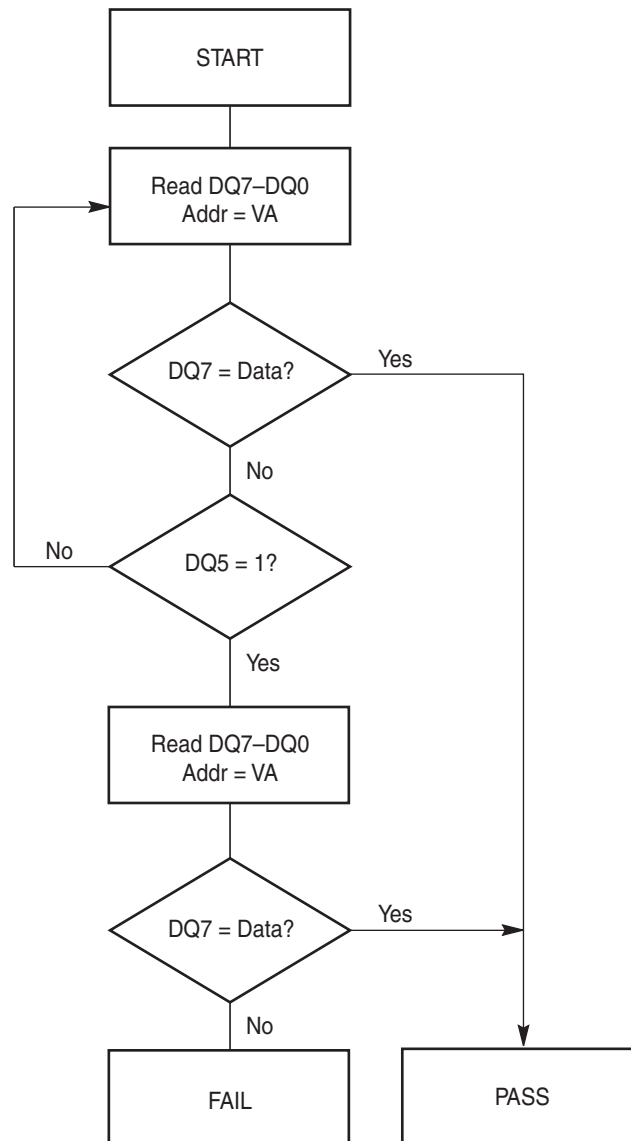 START
Read DQ7–DQ0
Addr = VA
DQ7 = Data?
Yes
No
No
DQ5 = 1?
Yes
Read DQ7–DQ0
Addr = VA
DQ7 = Data?
Yes
No
FAIL
PASS